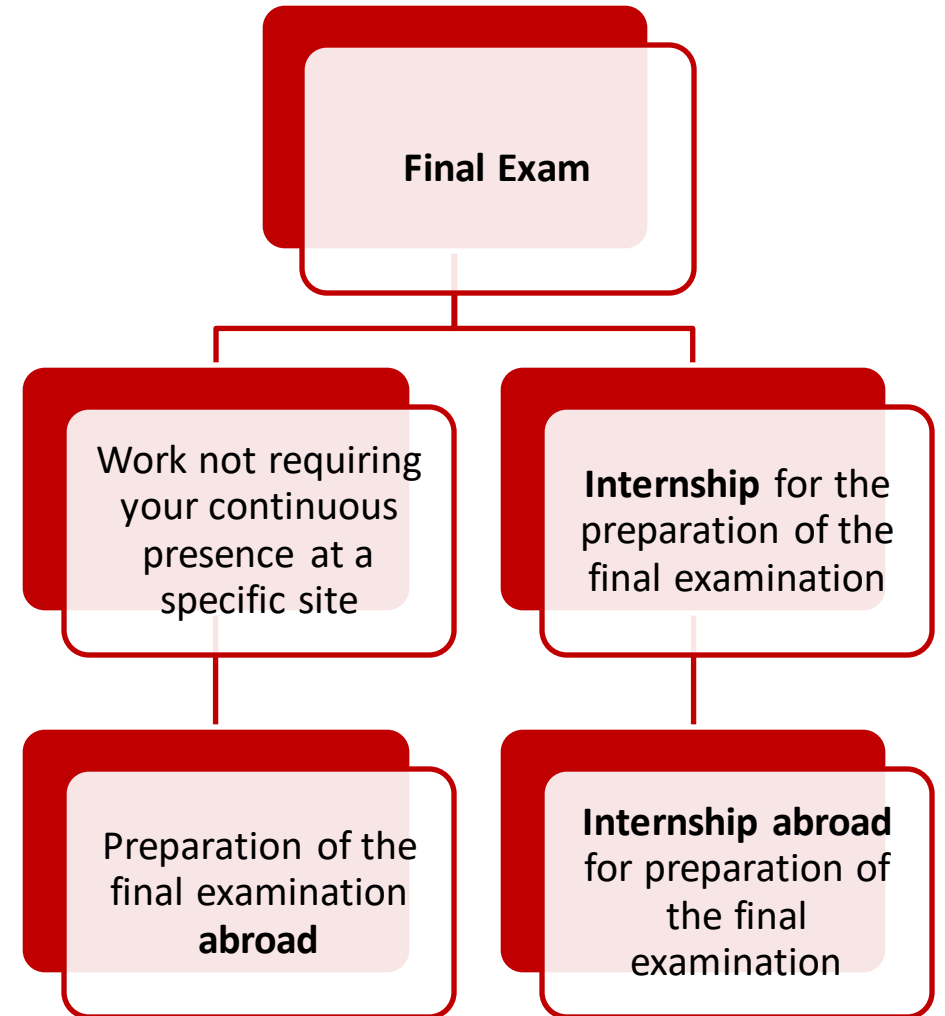 Final Exam
Work not requiring
your continuous
presence at a
specific site
Internship for the
preparation of the
final examination
Preparation of the
final examination
abroad
Internship abroad
for preparation of
the final
examination